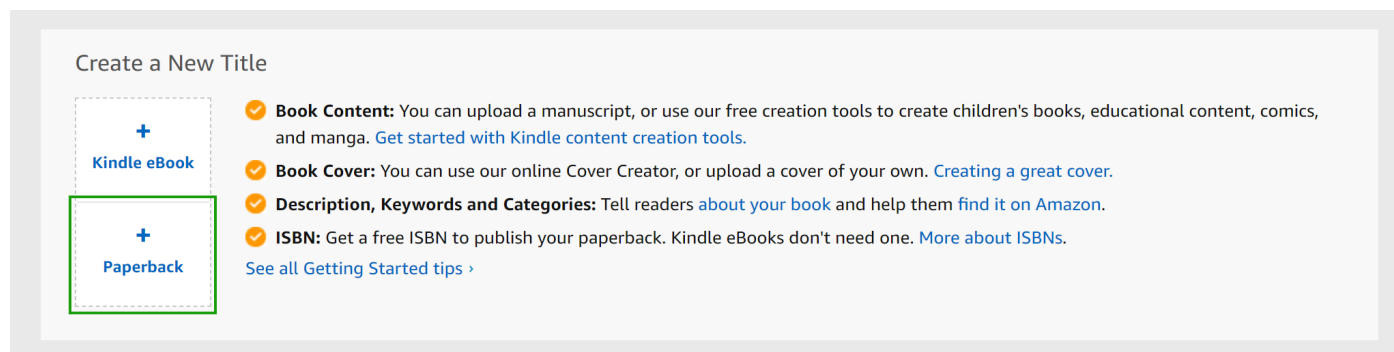 Create a New Title
+
Kindle eBook
+
Paperback
Book Content: You can upload a manuscript, or use our free creation tools to create children's books, educational content, comics,
and manga. Get started with Kindle content creation tools.
Book Cover: You can use our online Cover Creator, or upload a cover of your own. Creating a great cover.
Description, Keywords and Categories: Tell readers about your book and help them find it on Amazon.
ISBN: Get a free ISBN to publish your paperback. Kindle eBooks don't need one. More about ISBNs.
See all Getting Started tips ›